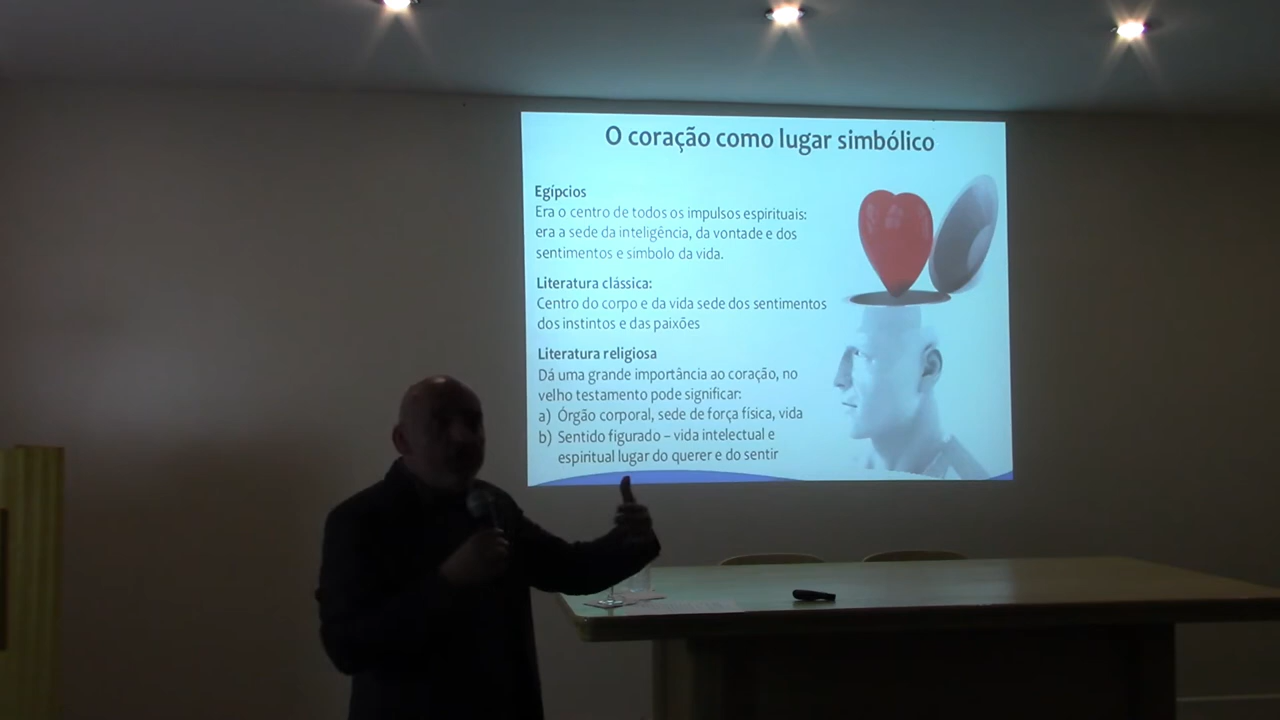 O coração como lugar simbólico
Egípcios
Era o centro de todos os impulsos espirituais:
era a sede da inteligência, da vontade e dos
sentimentos e símbolo da vida.
Literatura clássica:
Centro do corpo e da vida sede dos sentimentos
dos instintos e das paixões
Literatura religiosa
Dá uma grande importância ao coração, no
velho testamento pode significar:
a) Órgão corporal, sede de força física, vida
b) Sentido figurado – vida intelectual e
espiritual lugar do querer e do sentir